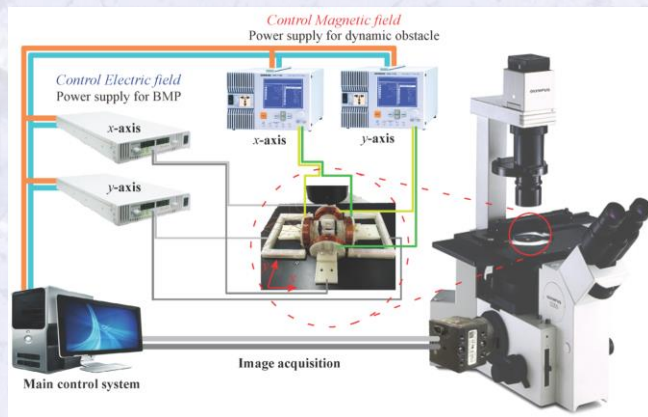 Control Magnetic field
Power supply for dynamic obstacle
Control Electric field
Power supply for BMP
x-axis
y-axis
x-axis
y-axis
OLYMPUS
Image acquisition
Main control system